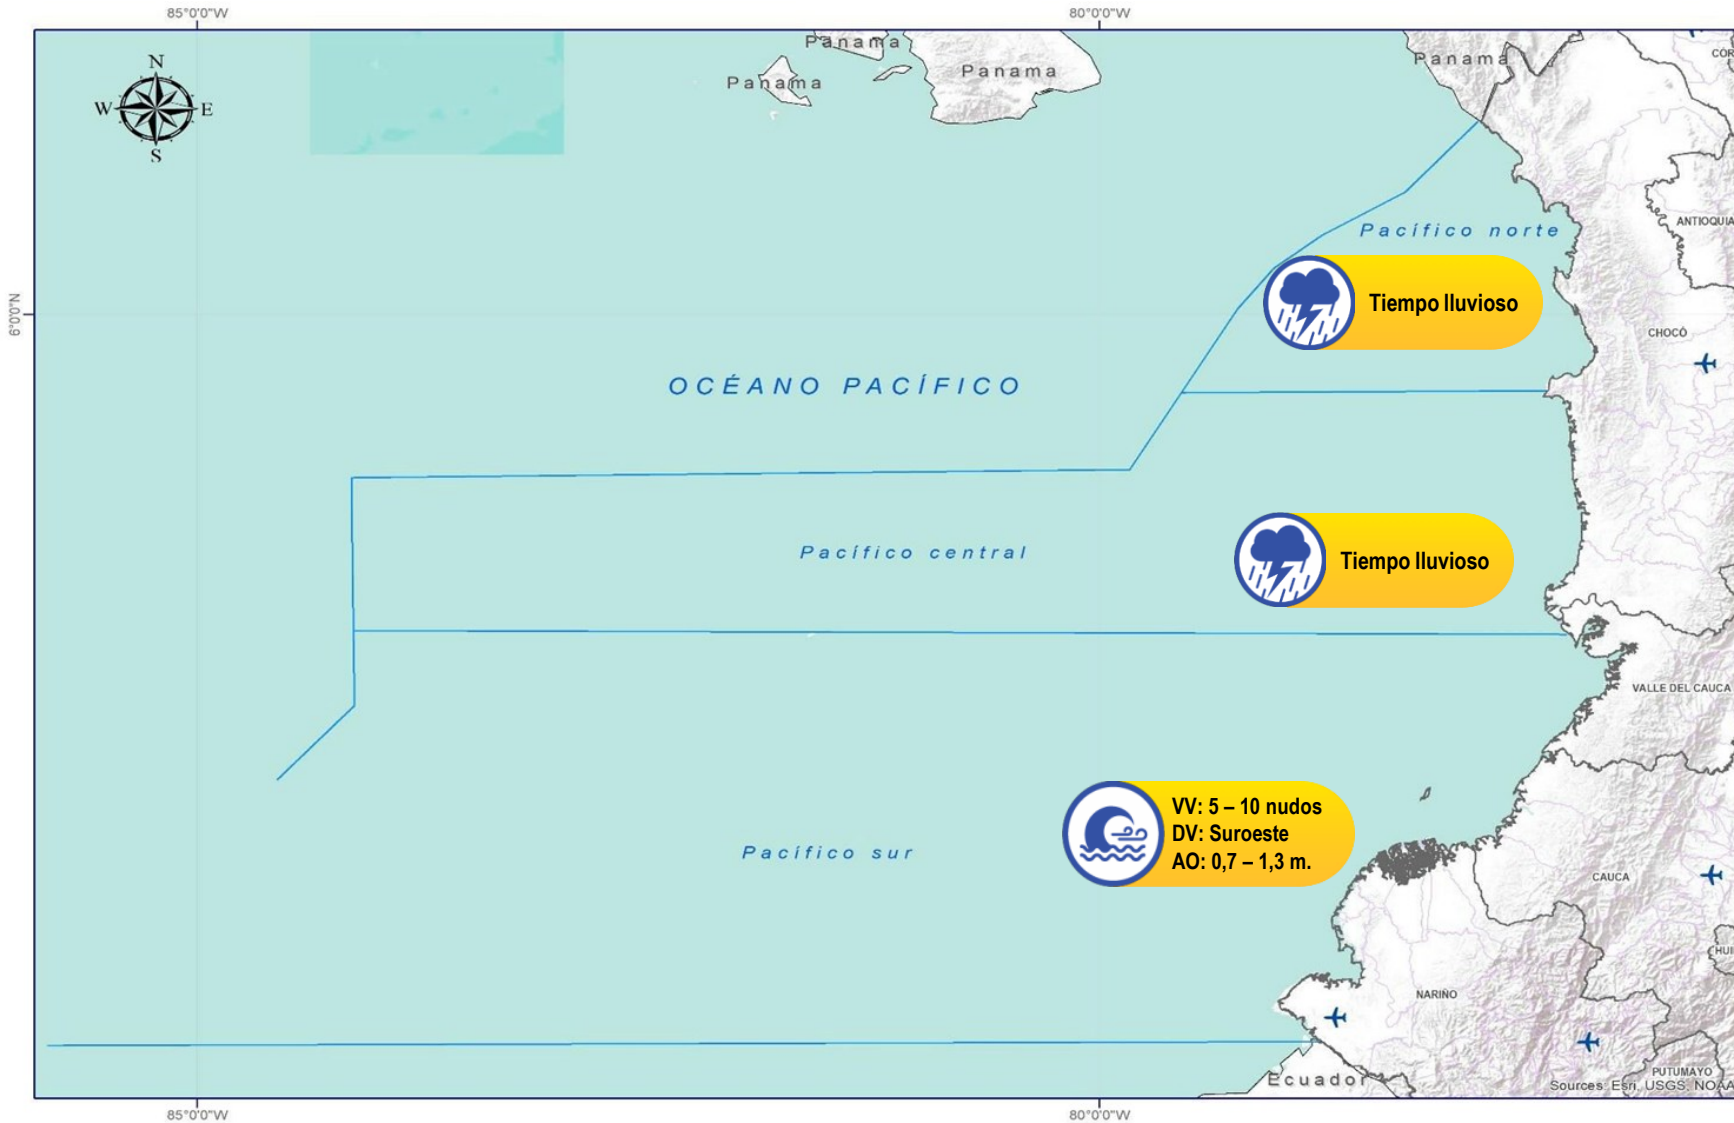 85°0'0"W
80°0'0"W
N
W
E
S
Panama
Panama
Panama
Panama
6°0'0"N
ANTIOQUIA
Pacífico norte
Tiempo lluvioso
CHOCÓ
OCÉANO PACÍFICO
Pacífico central
Tiempo lluvioso
VALLE DEL CAUCA
VV: 5 – 10 nudos
DV: Suroeste
AO: 0,7 – 1,3 m.
Pacífico sur
CAUCA
HUI
NARIÑO
PUTUMAYO
Ecuador
Sources: Esri, USGS, NOAA
85°0'0"W
80°0'0"W